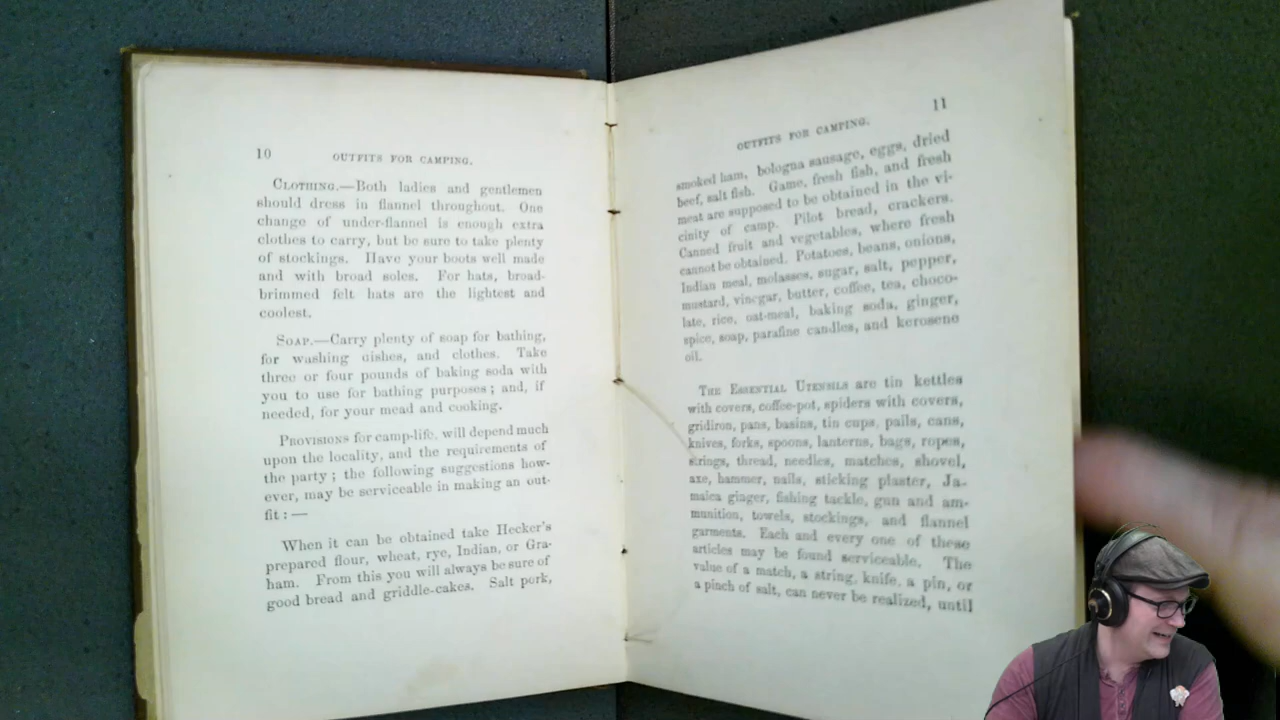 10
OUTFITS FOR CAMPING.
CLOTHING.—Both ladies and gentlemen
should dress in flannel throughout. One
change of under-flannel is enough extra
clothes to carry, but be sure to take plenty
of stockings. Have your boots well made
and with broad soles. For hats, broad-
brimmed felt hats are the lightest and
coolest.
SOAP.—Carry plenty of soap for bathing,
for washing dishes, and clothes. Take
three or four pounds of baking soda with
you to use for bathing purposes; and, if
needed, for your mead and cooking.
PROVISIONS for camp-life, will depend much
upon the locality, and the requirements of
the party; the following suggestions how-
ever, may be serviceable in making an out-
fit:—
When it can be obtained take Hecker's
prepared flour, wheat, rye, Indian, or Gra-
ham. From this you will always be sure of
good bread and griddle-cakes. Salt pork,
11
OUTFITS FOR CAMPING.
smoked ham, bologna sausage, eggs, dried
beef, salt fish. Game, fresh fish, and fresh
meat are supposed to be obtained in the vi-
cinity of camp. Pilot bread, crackers.
Canned fruit and vegetables, where fresh
cannot be obtained. Potatoes, beans, onions,
Indian meal, molasses, sugar, salt, pepper,
mustard, vinegar, butter, coffee, tea, choco-
late, rice, oat-meal, baking soda, ginger,
spice, soap, parafine candles, and kerosene
oil.
THE ESSENTIAL UTENSILS are tin kettles
with covers, coffee-pot, spiders with covers,
gridiron, pans, basins, tin cups, pails, cans,
knives, forks, spoons, lanterns, bags, ropes,
strings, thread, needles, matches, shovel,
axe, hammer, nails, sticking plaster, Ja-
maica ginger, fishing tackle, gun and am-
munition, towels, stockings, and flannel
garments. Each and every one of these
articles may be found serviceable. The
value of a match, a string, knife, a pin, or
a pinch of salt, can never be realized, until